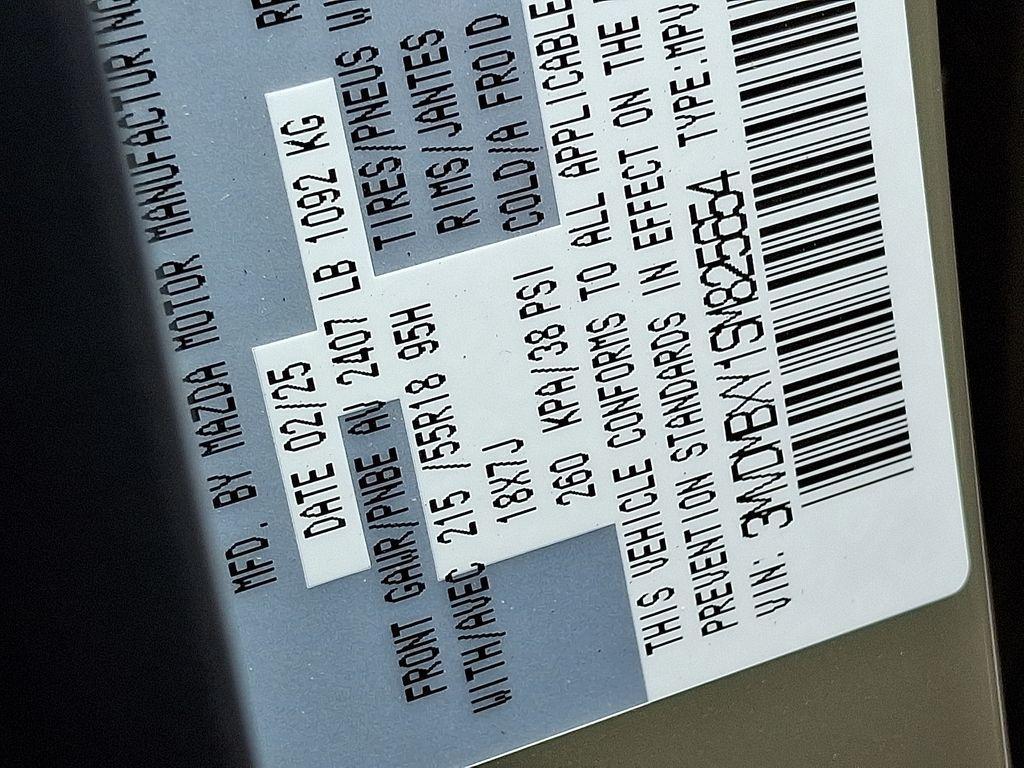 MFD. BY MAZDA MOTOR MANUFACTURING
DATE 02/25
FRONT GAWR/PNBE AV 2407 LB 1092 KG
WITH/AVEC 215 /55R18 95H TIRES/PNEUS
18X7J RIMS/JANTES
260 KPA/38 PSI COLD/A FROID
THIS VEHICLE CONFORMS TO ALL APPLICABLE
PREVENTION STANDARDS IN EFFECT ON THE
VIN: TYPE:MPV